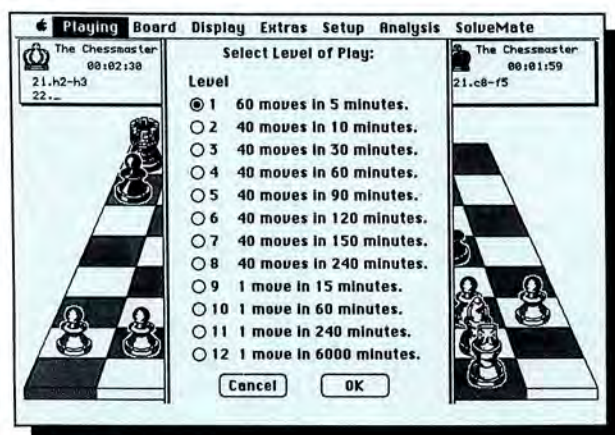 Playing Board Display Extras Setup Analysis SolveMate
The Chessmaster
00:02:30
21.h2-h3
22._
Select Level of Play:
Level
1 60 moves in 5 minutes.
2 40 moves in 10 minutes.
3 40 moves in 30 minutes.
4 40 moves in 60 minutes.
5 40 moves in 90 minutes.
6 40 moves in 120 minutes.
7 40 moves in 150 minutes.
8 40 moves in 240 minutes.
9 1 move in 15 minutes.
10 1 move in 60 minutes.
11 1 move in 240 minutes.
12 1 move in 6000 minutes.
Cancel OK
The Chessmaster
00:01:59
21.c8-f5